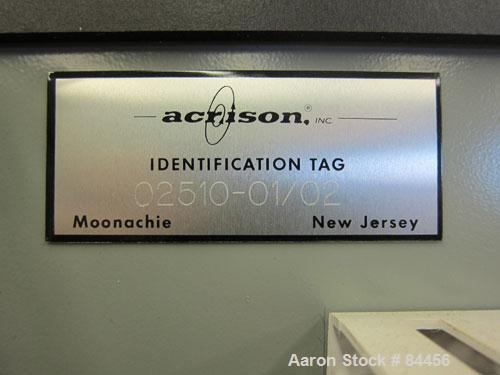 acrison,® INC
IDENTIFICATION TAG
02510-01/02
Moonachie New Jersey
Aaron Stock # 84456